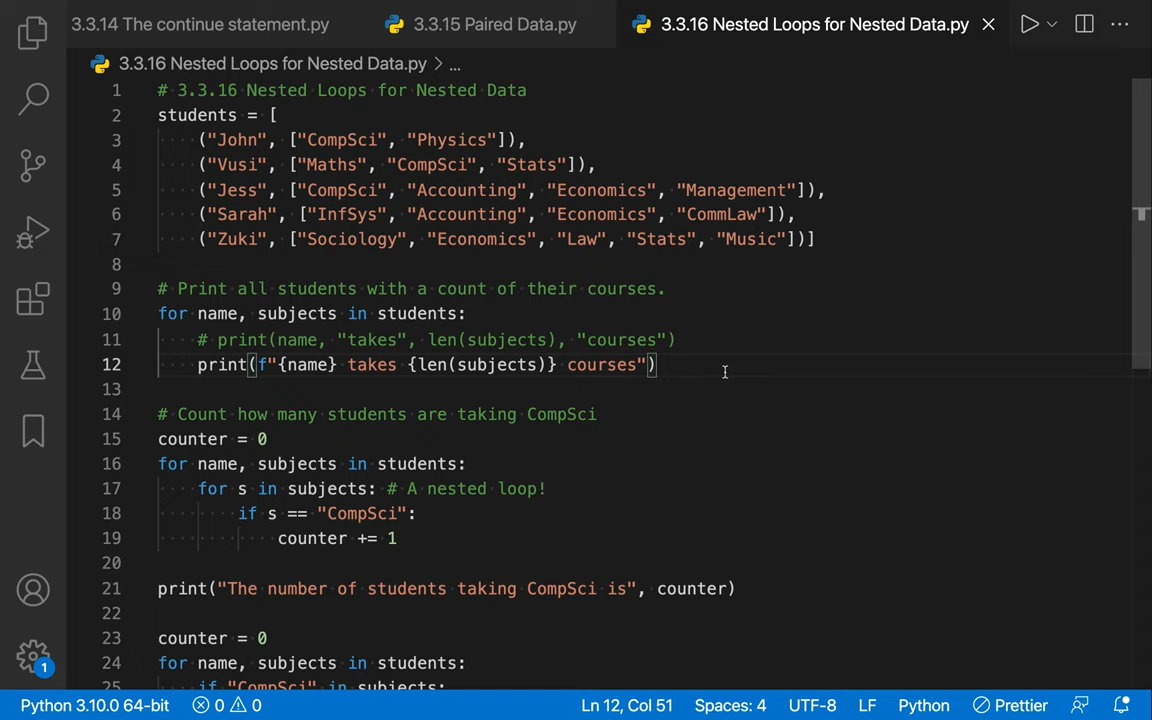 3.3.14 The continue statement.py 3.3.15 Paired Data.py 3.3.16 Nested Loops for Nested Data.py
3.3.16 Nested Loops for Nested Data.py > ...
1 # 3.3.16 Nested Loops for Nested Data
2 students = [
3 ("John", ["CompSci", "Physics"]),
4 ("Vusi", ["Maths", "CompSci", "Stats"]),
5 ("Jess", ["CompSci", "Accounting", "Economics", "Management"]),
6 ("Sarah", ["InfSys", "Accounting", "Economics", "CommLaw"]),
7 ("Zuki", ["Sociology", "Economics", "Law", "Stats", "Music"])]
8
9 # Print all students with a count of their courses.
10 for name, subjects in students:
11 # print(name, "takes", len(subjects), "courses")
12 print(f"{name} takes {len(subjects)} courses")
13
14 # Count how many students are taking CompSci
15 counter = 0
16 for name, subjects in students:
17 for s in subjects: # A nested loop!
18 if s == "CompSci":
19 counter += 1
20
21 print("The number of students taking CompSci is", counter)
22
23 counter = 0
24 for name, subjects in students:
25 if "CompSci" in subjects:
1
Python 3.10.0 64-bit 0 0 Ln 12, Col 51 Spaces: 4 UTF-8 LF Python Prettier